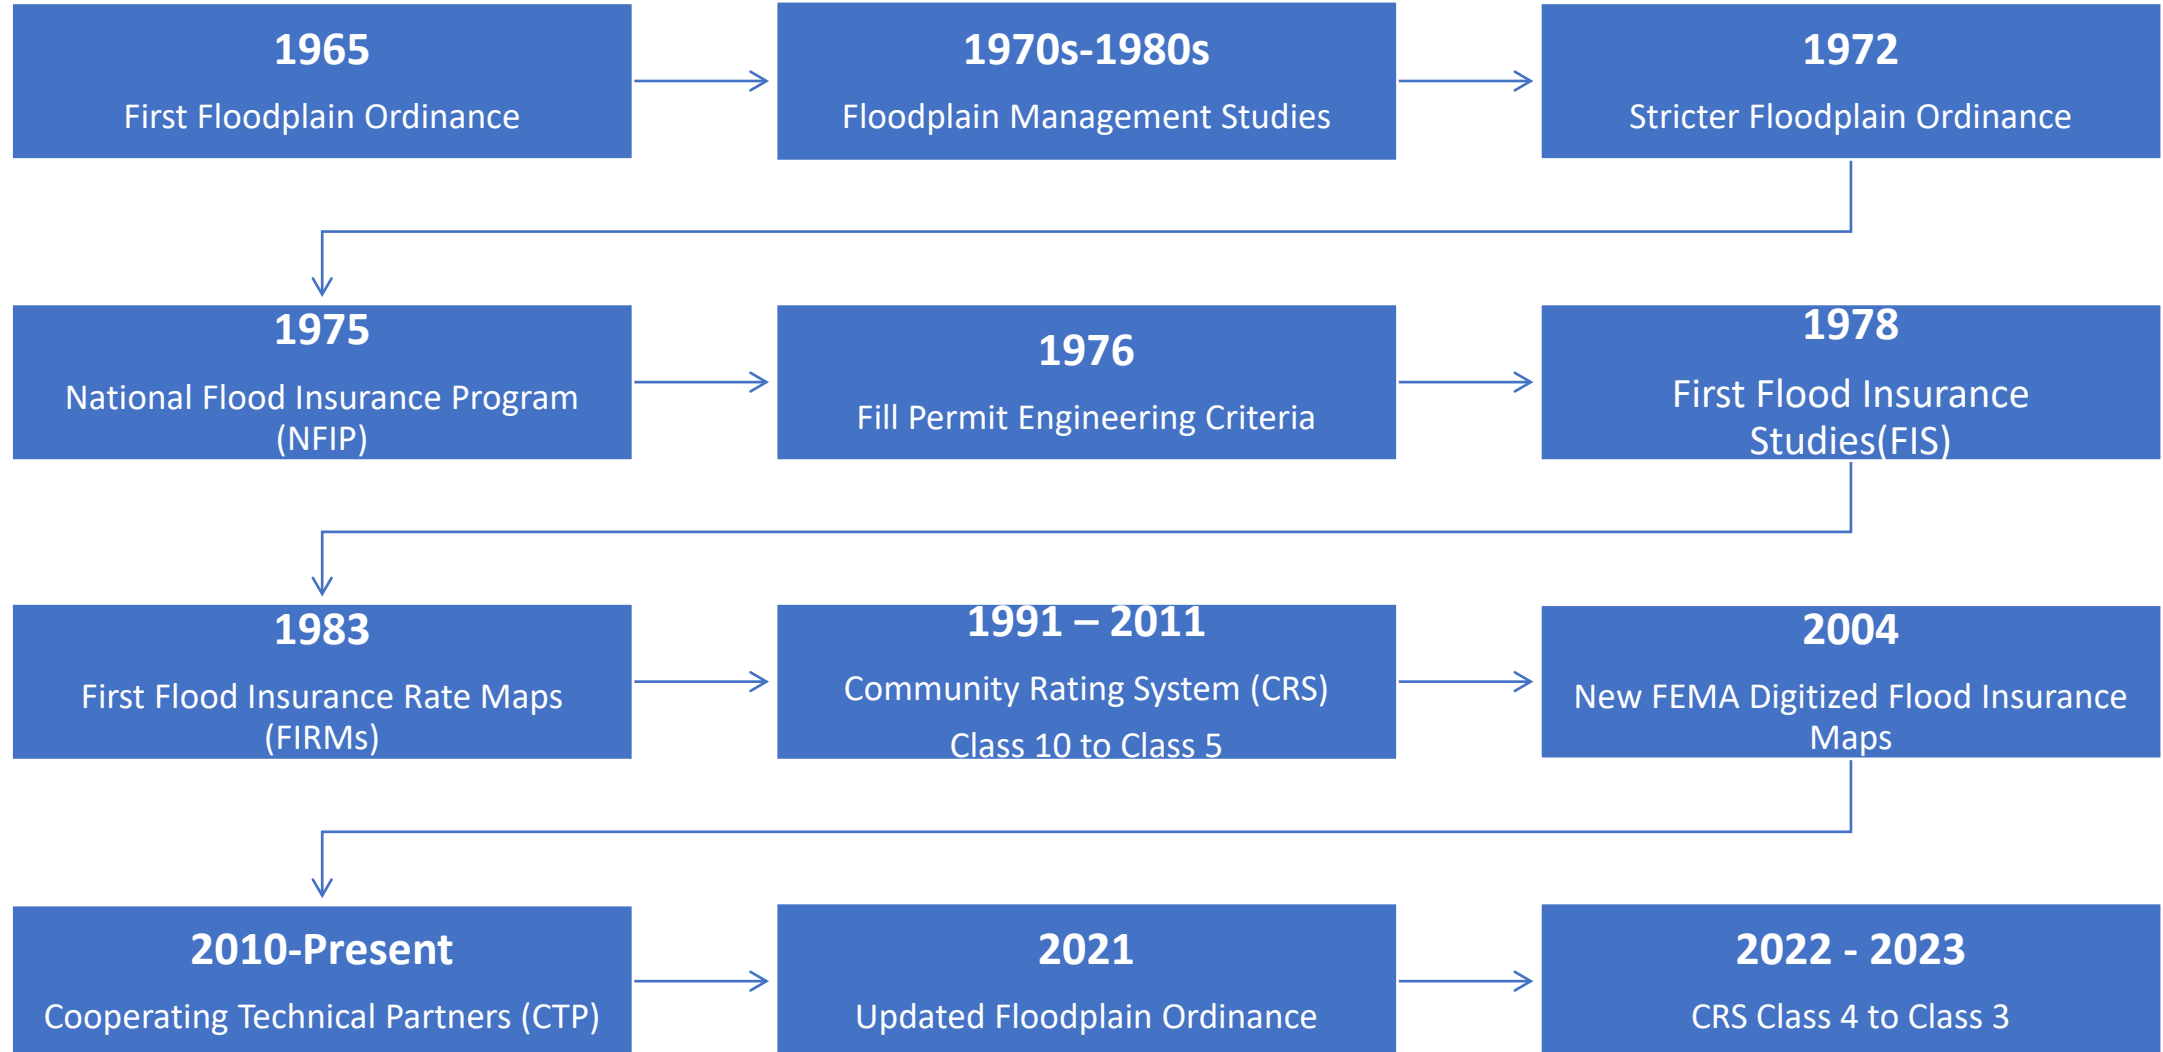 1965
First Floodplain Ordinance
1970s-1980s
Floodplain Management Studies
1972
Stricter Floodplain Ordinance
1975
National Flood Insurance Program
(NFIP)
1976
Fill Permit Engineering Criteria
1978
First Flood Insurance
Studies(FIS)
1983
First Flood Insurance Rate Maps
(FIRMs)
1991 – 2011
Community Rating System (CRS)
Class 10 to Class 5
2004
New FEMA Digitized Flood Insurance
Maps
2010-Present
Cooperating Technical Partners (CTP)
2021
Updated Floodplain Ordinance
2022 - 2023
CRS Class 4 to Class 3